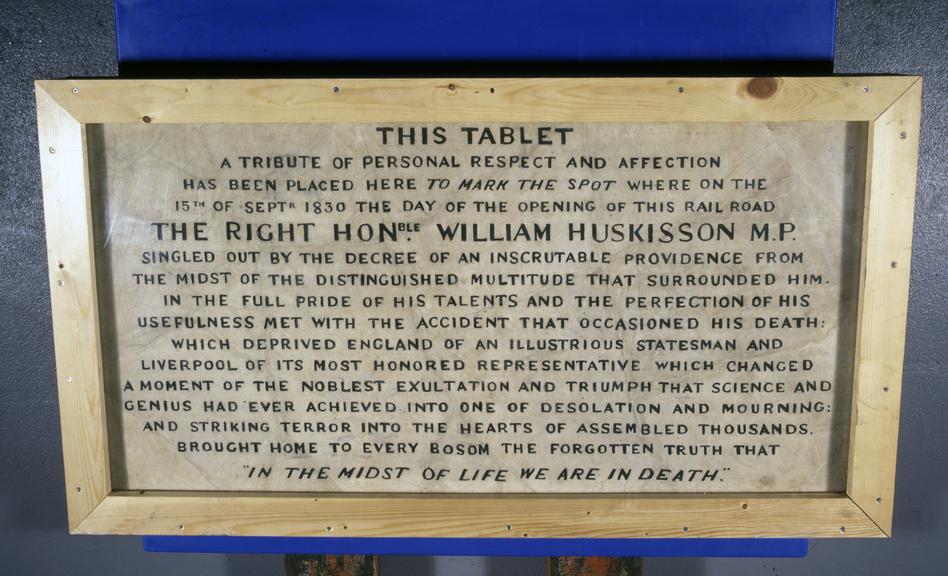 THIS TABLET
A TRIBUTE OF PERSONAL RESPECT AND AFFECTION
HAS BEEN PLACED HERE TO MARK THE SPOT WHERE ON THE
15TH OF SEPTR 1830 THE DAY OF THE OPENING OF THIS RAIL ROAD
THE RIGHT HONBLE. WILLIAM HUSKISSON M.P.
SINGLED OUT BY THE DECREE OF AN INSCRUTABLE PROVIDENCE FROM
THE MIDST OF THE DISTINGUISHED MULTITUDE THAT SURROUNDED HIM.
IN THE FULL PRIDE OF HIS TALENTS AND THE PERFECTION OF HIS
USEFULNESS MET WITH THE ACCIDENT THAT OCCASIONED HIS DEATH:
WHICH DEPRIVED ENGLAND OF AN ILLUSTRIOUS STATESMAN AND
LIVERPOOL OF ITS MOST HONORED REPRESENTATIVE WHICH CHANGED
A MOMENT OF THE NOBLEST EXULTATION AND TRIUMPH THAT SCIENCE AND
GENIUS HAD EVER ACHIEVED INTO ONE OF DESOLATION AND MOURNING:
AND STRIKING TERROR INTO THE HEARTS OF ASSEMBLED THOUSANDS.
BROUGHT HOME TO EVERY BOSOM THE FORGOTTEN TRUTH THAT
"IN THE MIDST OF LIFE WE ARE IN DEATH."